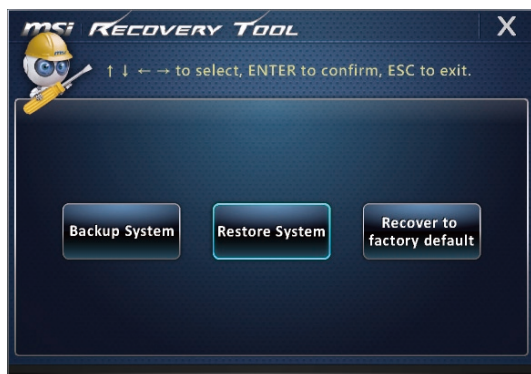 msi RECOVERY TOOL X
↑ ↓ ← → to select, ENTER to confirm, ESC to exit.
Backup System
Restore System
Recover to
factory default